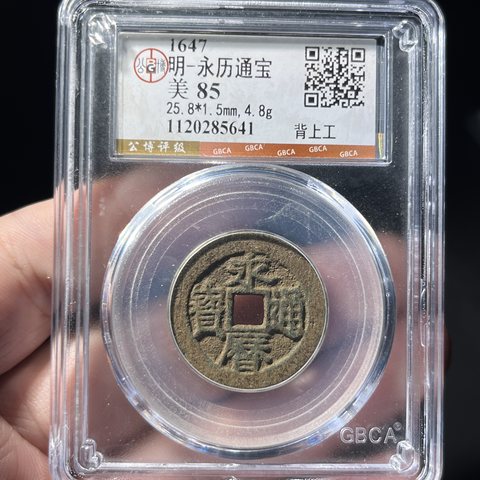 1647
明-永历通宝
美 85
25.8*1.5mm,4.8g
1120285641
背上工
公博评级
GBCA GBCA GBCA GBCA GBCA
永
寶 通
曆
GBCA